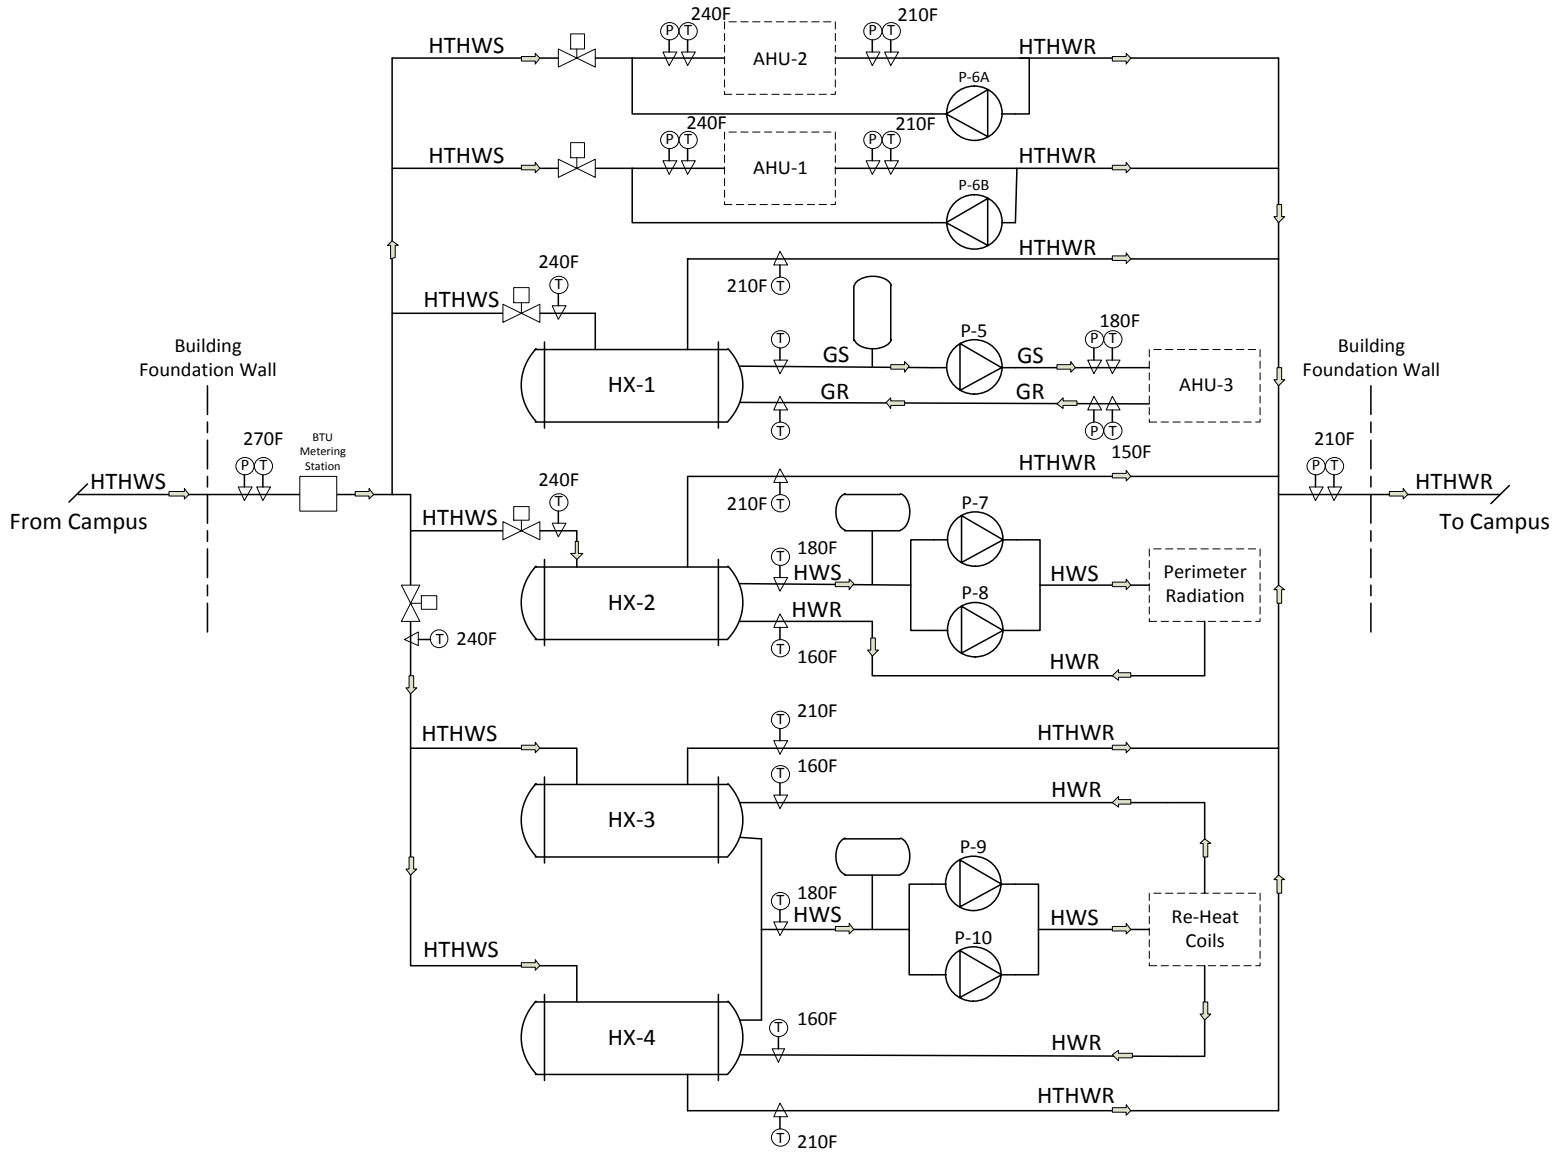 240F
210F
P
T
P
T
HTHWS
AHU-2
HTHWR
P-6A
240F
210F
P
T
P
T
HTHWS
AHU-1
HTHWR
P-6B
HTHWR
240F
T
210F
T
HTHWS
P-5
180F
T
GS
GS
P
T
Building
Foundation Wall
HX-1
AHU-3
Building
Foundation Wall
GR
GR
T
P
T
150F
270F
BTU
Metering
Station
P
T
HTHWS
From Campus
HTHWR
210F
P
T
HTHWR
To Campus
240F
T
210F
T
HTHWS
P-7
180F
T
HWS
HWS
Perimeter
Radiation
HX-2
P-8
HWR
T
240F
T
160F
HWR
210F
T
HTHWS
HTHWR
160F
T
HWR
HX-3
P-9
180F
T
HWS
HWS
Re-Heat
Coils
P-10
HTHWS
160F
T
HX-4
HWR
HTHWR
T
210F